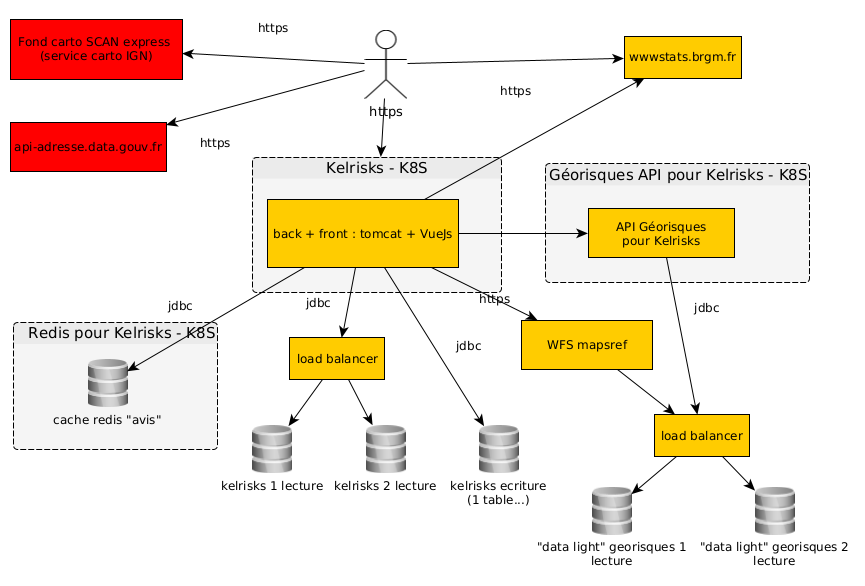 https
Fond carto SCAN express
(service carto IGN)
wwwstats.brgm.fr
https
https
api-adresse.data.gouv.fr
https
Kelrisks - K8S
Géorisques API pour Kelrisks - K8S
back + front : tomcat + VueJs
API Géorisques
pour Kelrisks
jdbc
jdbc
https
jdbc
Redis pour Kelrisks - K8S
jdbc
WFS mapsref
load balancer
cache redis "avis"
load balancer
kelrisks 1 lecture
kelrisks 2 lecture
kelrisks ecriture
(1 table...)
"data light" georisques 1
lecture
"data light" georisques 2
lecture